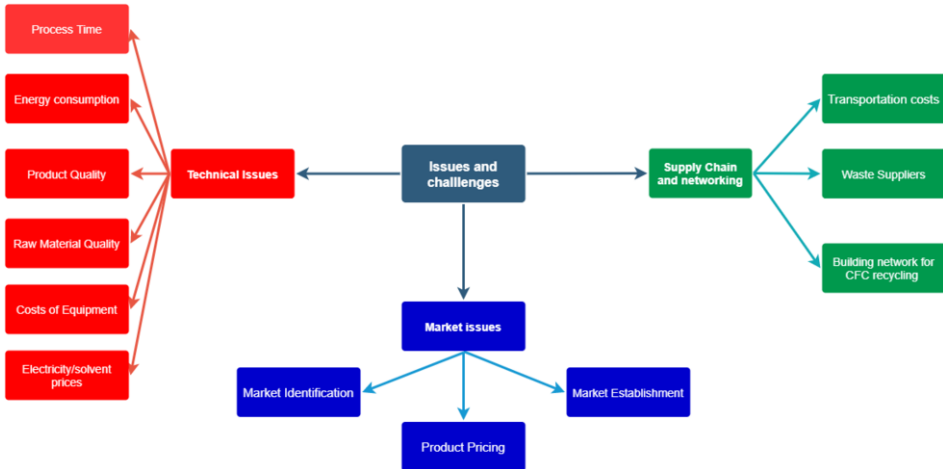 Process Time
Energy consumption
Product Quality
Raw Material Quality
Costs of Equipment
Electricity/solvent
prices
Technical Issues
Issues and
challlenges
Supply Chain
and networking
Transportation costs
Waste Suppliers
Building network for
CFC recycling
Market issues
Market Identification
Product Pricing
Market Establishment